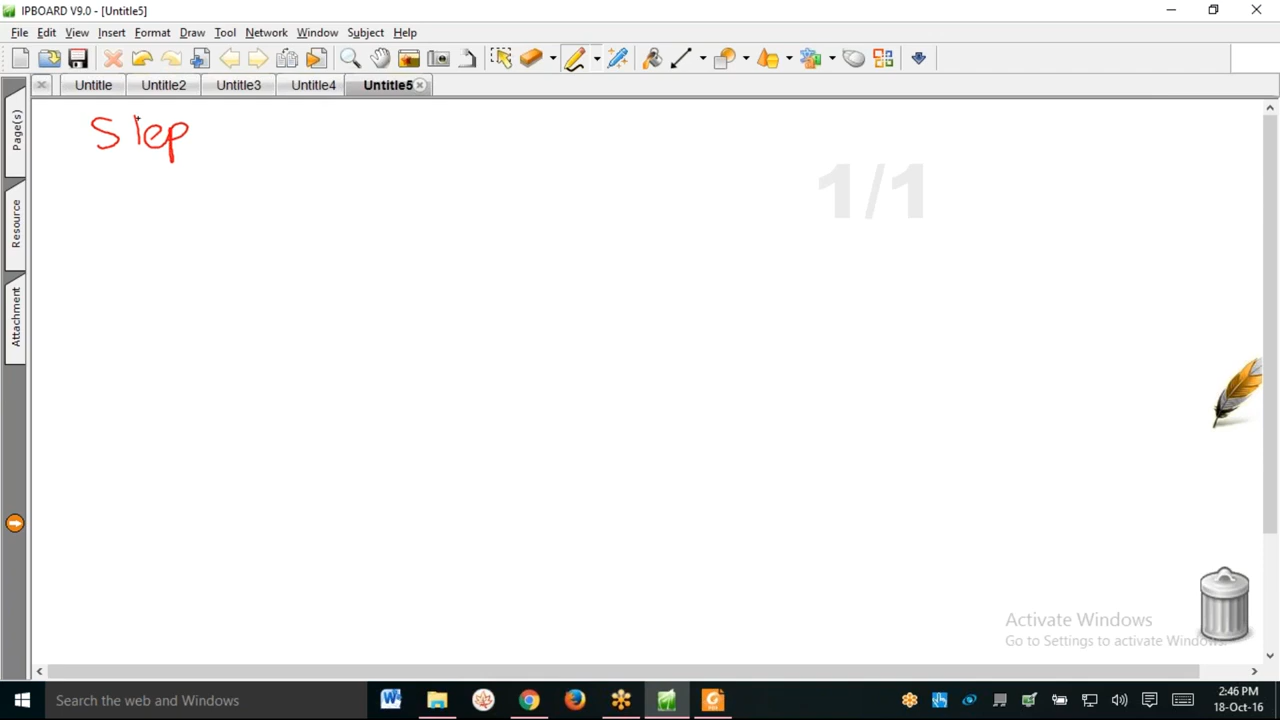 IPBOARD V9.0 - [Untitle5]
File Edit View Insert Format Draw Tool Network Window Subject Help
Untitle Untitle2 Untitle3 Untitle4 Untitle5
Page(s)
Resource
Attachment
Slep
1/1
Activate Windows
Go to Settings to activate Windows.
Search the web and Windows
2:46 PM
18-Oct-16